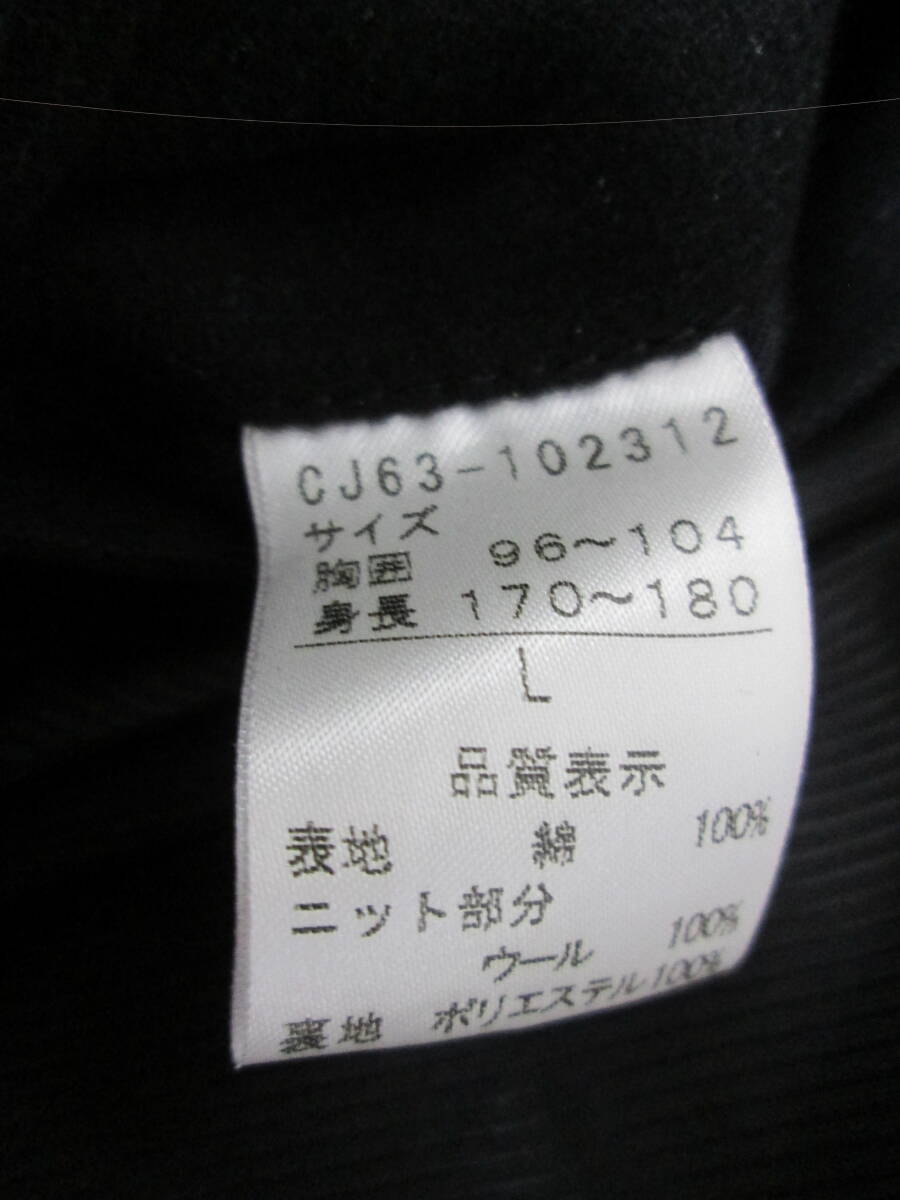 CJ63-102312
サイズ
胸囲 96～104
身長 170～180
L
品質表示
表地 綿 100%
ニット部分
ウール 100%
裏地 ポリエステル100%